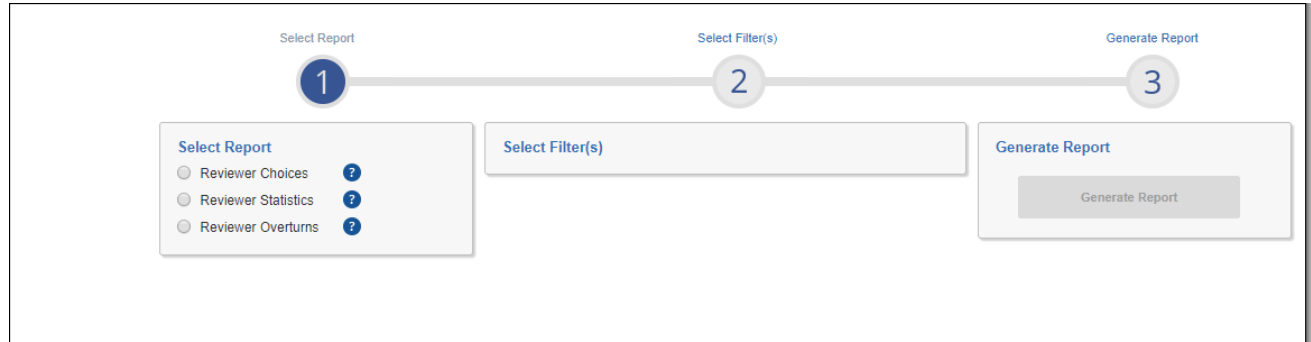 Select Report
Select Filter(s)
Generate Report
1
2
3
Select Report
Reviewer Choices ?
Reviewer Statistics ?
Reviewer Overturns ?
Select Filter(s)
Generate Report
Generate Report